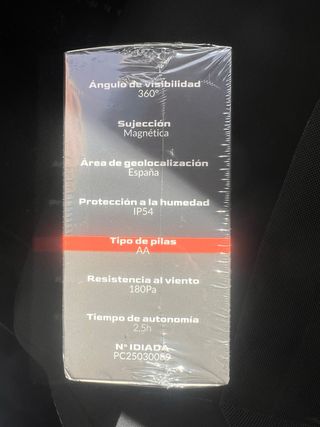 Ángulo de visibilidad
360°
Sujección
Magnética
Área de geolocalización
España
Protección a la humedad
IP54
Tipo de pilas
AA
Resistencia al viento
180Pa
Tiempo de autonomía
2,5h
Nº IDIADA
PC25030089